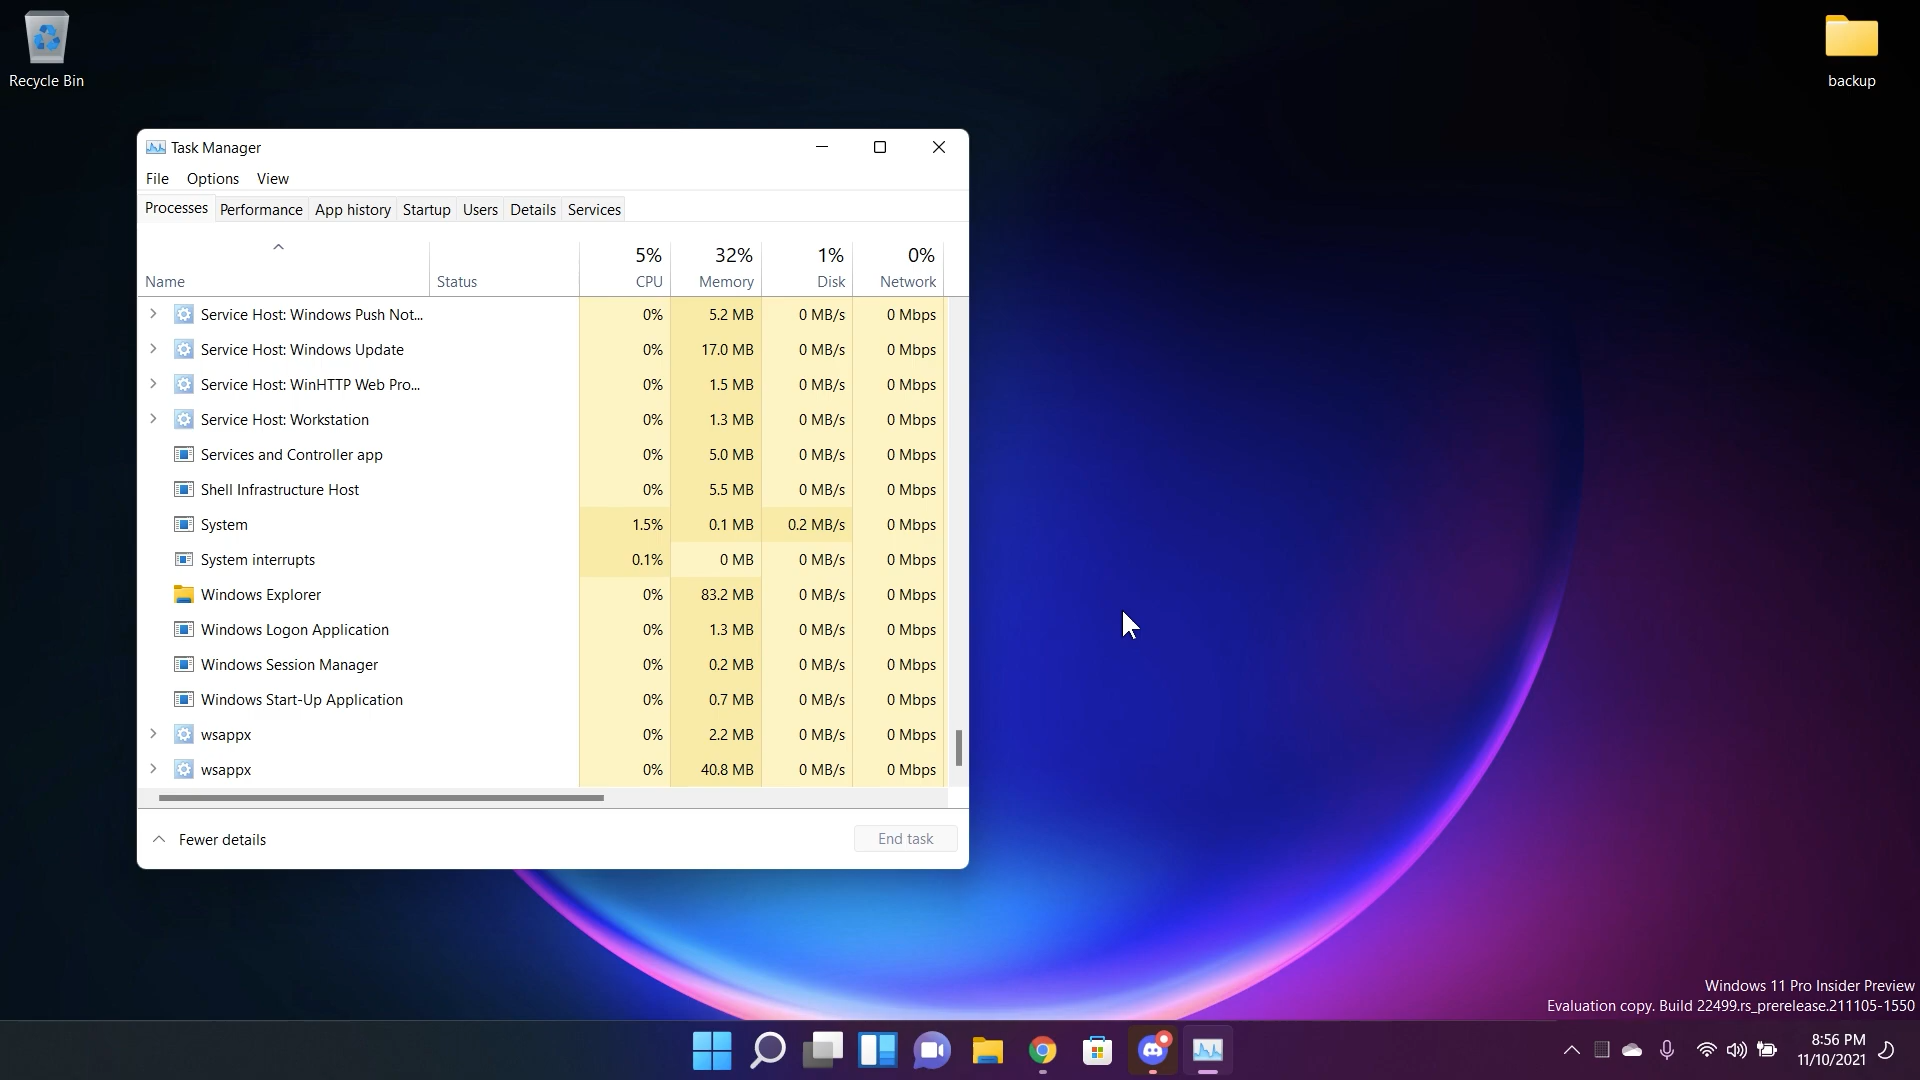 Recycle Bin
backup
Task Manager
File Options View
Processes Performance App history Startup Users Details Services
5% 32% 1% 0%
Name Status CPU Memory Disk Network
Service Host: Windows Push Not... 0% 5.2 MB 0 MB/s 0 Mbps
Service Host: Windows Update 0% 17.0 MB 0 MB/s 0 Mbps
Service Host: WinHTTP Web Pro... 0% 1.5 MB 0 MB/s 0 Mbps
Service Host: Workstation 0% 1.3 MB 0 MB/s 0 Mbps
Services and Controller app 0% 5.0 MB 0 MB/s 0 Mbps
Shell Infrastructure Host 0% 5.5 MB 0 MB/s 0 Mbps
System 1.5% 0.1 MB 0.2 MB/s 0 Mbps
System interrupts 0.1% 0 MB 0 MB/s 0 Mbps
Windows Explorer 0% 83.2 MB 0 MB/s 0 Mbps
Windows Logon Application 0% 1.3 MB 0 MB/s 0 Mbps
Windows Session Manager 0% 0.2 MB 0 MB/s 0 Mbps
Windows Start-Up Application 0% 0.7 MB 0 MB/s 0 Mbps
wsappx 0% 2.2 MB 0 MB/s 0 Mbps
wsappx 0% 40.8 MB 0 MB/s 0 Mbps
Fewer details End task
Windows 11 Pro Insider Preview
Evaluation copy. Build 22499.rs_prerelease.211105-1550
8:56 PM
11/10/2021